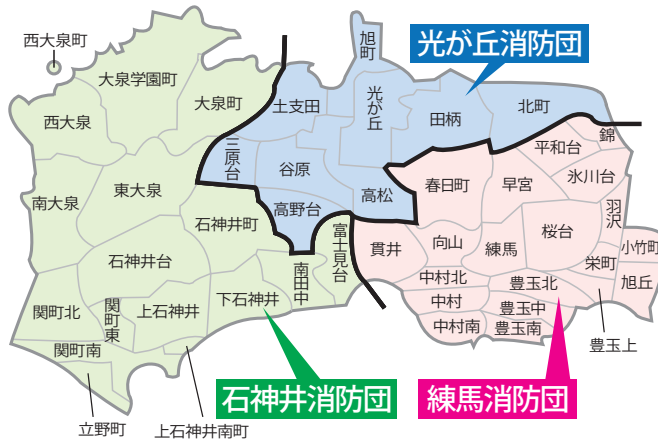 西大泉町
旭町
光が丘消防団
大泉学園町
大泉町
土支田
光が丘
田柄
北町
西大泉
三原台
谷原
平和台
錦
南大泉
東大泉
高松
春日町
早宮
氷川台
高野台
石神井町
富士見台
羽沢
桜台
小竹町
貫井
向山
練馬
石神井台
南田中
中村北
豊玉北
栄町
旭丘
関町北
関町東
上石神井
下石神井
中村
豊玉中
中村南
豊玉南
豊玉上
関町南
石神井消防団
練馬消防団
立野町
上石神井南町